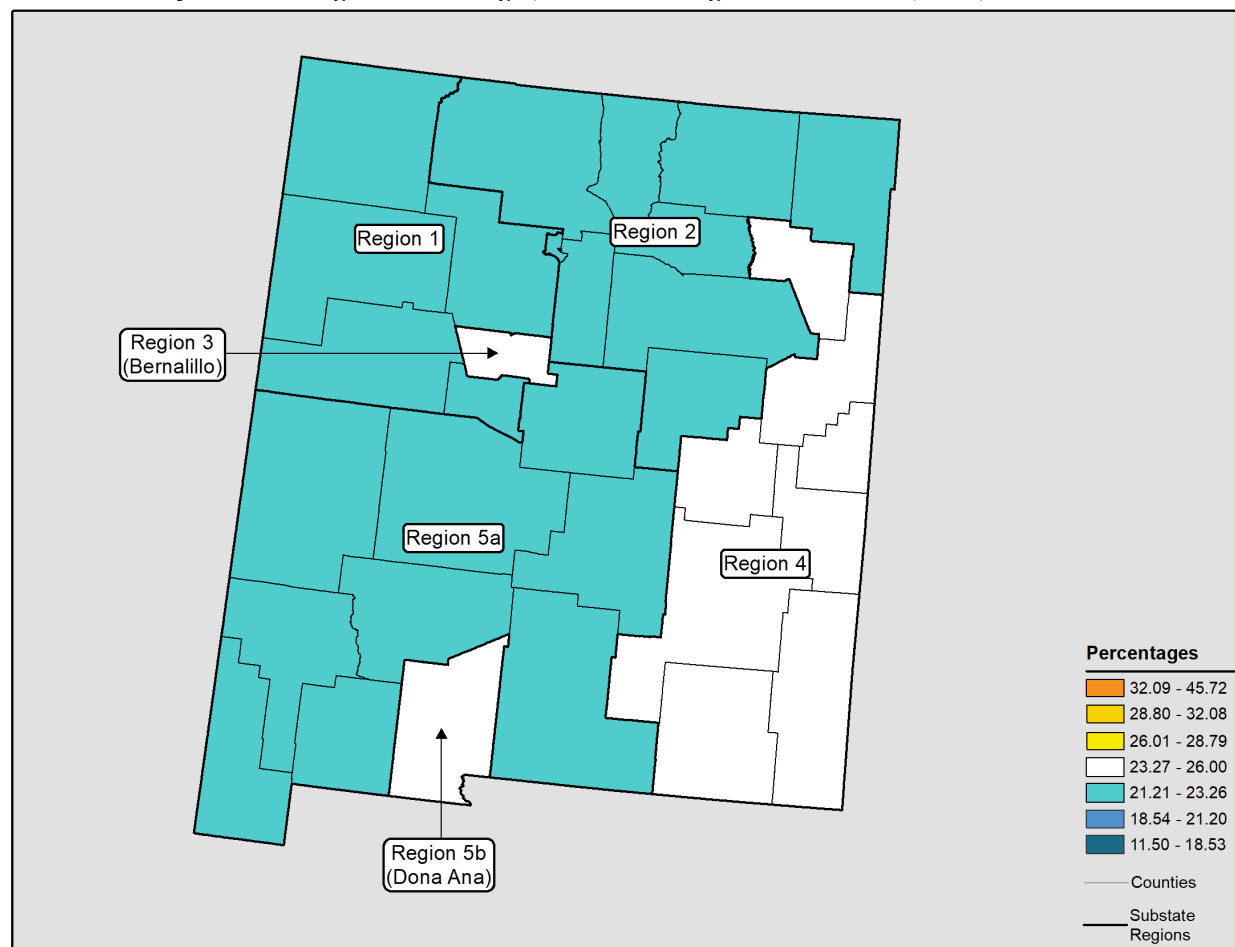 Region 1
Region 2
Region 3
(Bernalillo)
Region 5a
Region 4
Region 5b
(Dona Ana)
Percentages
32.09 - 45.72
28.80 - 32.08
26.01 - 28.79
23.27 - 26.00
21.21 - 23.26
18.54 - 21.20
11.50 - 18.53
Counties
Substate
Regions